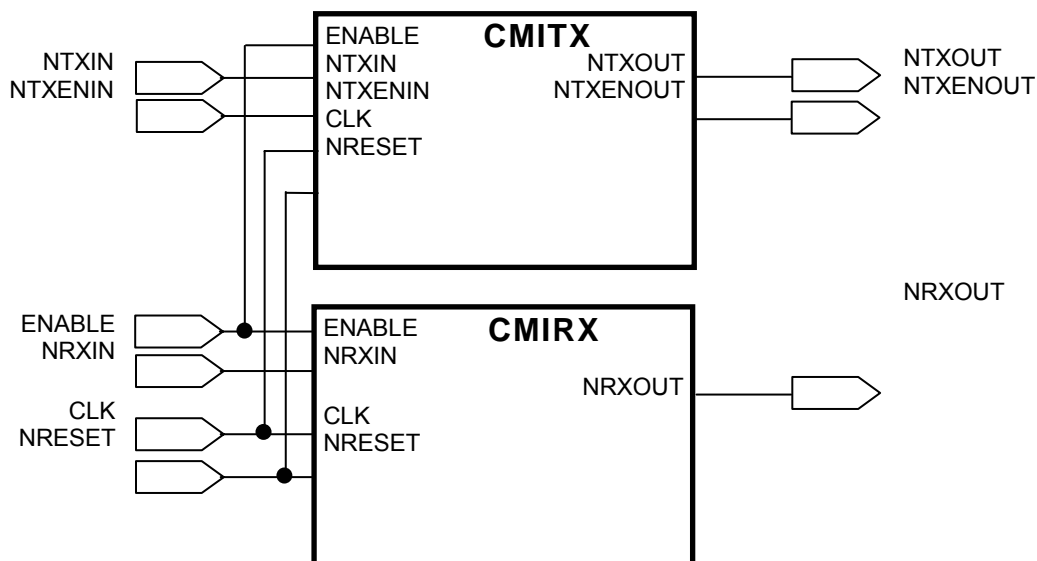 NTXIN
NTXENIN
ENABLE
NTXIN
NTXENIN
CLK
NRESET
CMITX
NTXOUT
NTXENOUT
NTXOUT
NTXENOUT
ENABLE
NRXIN
CLK
NRESET
ENABLE
NRXIN
CLK
NRESET
CMIRX
NRXOUT
NRXOUT